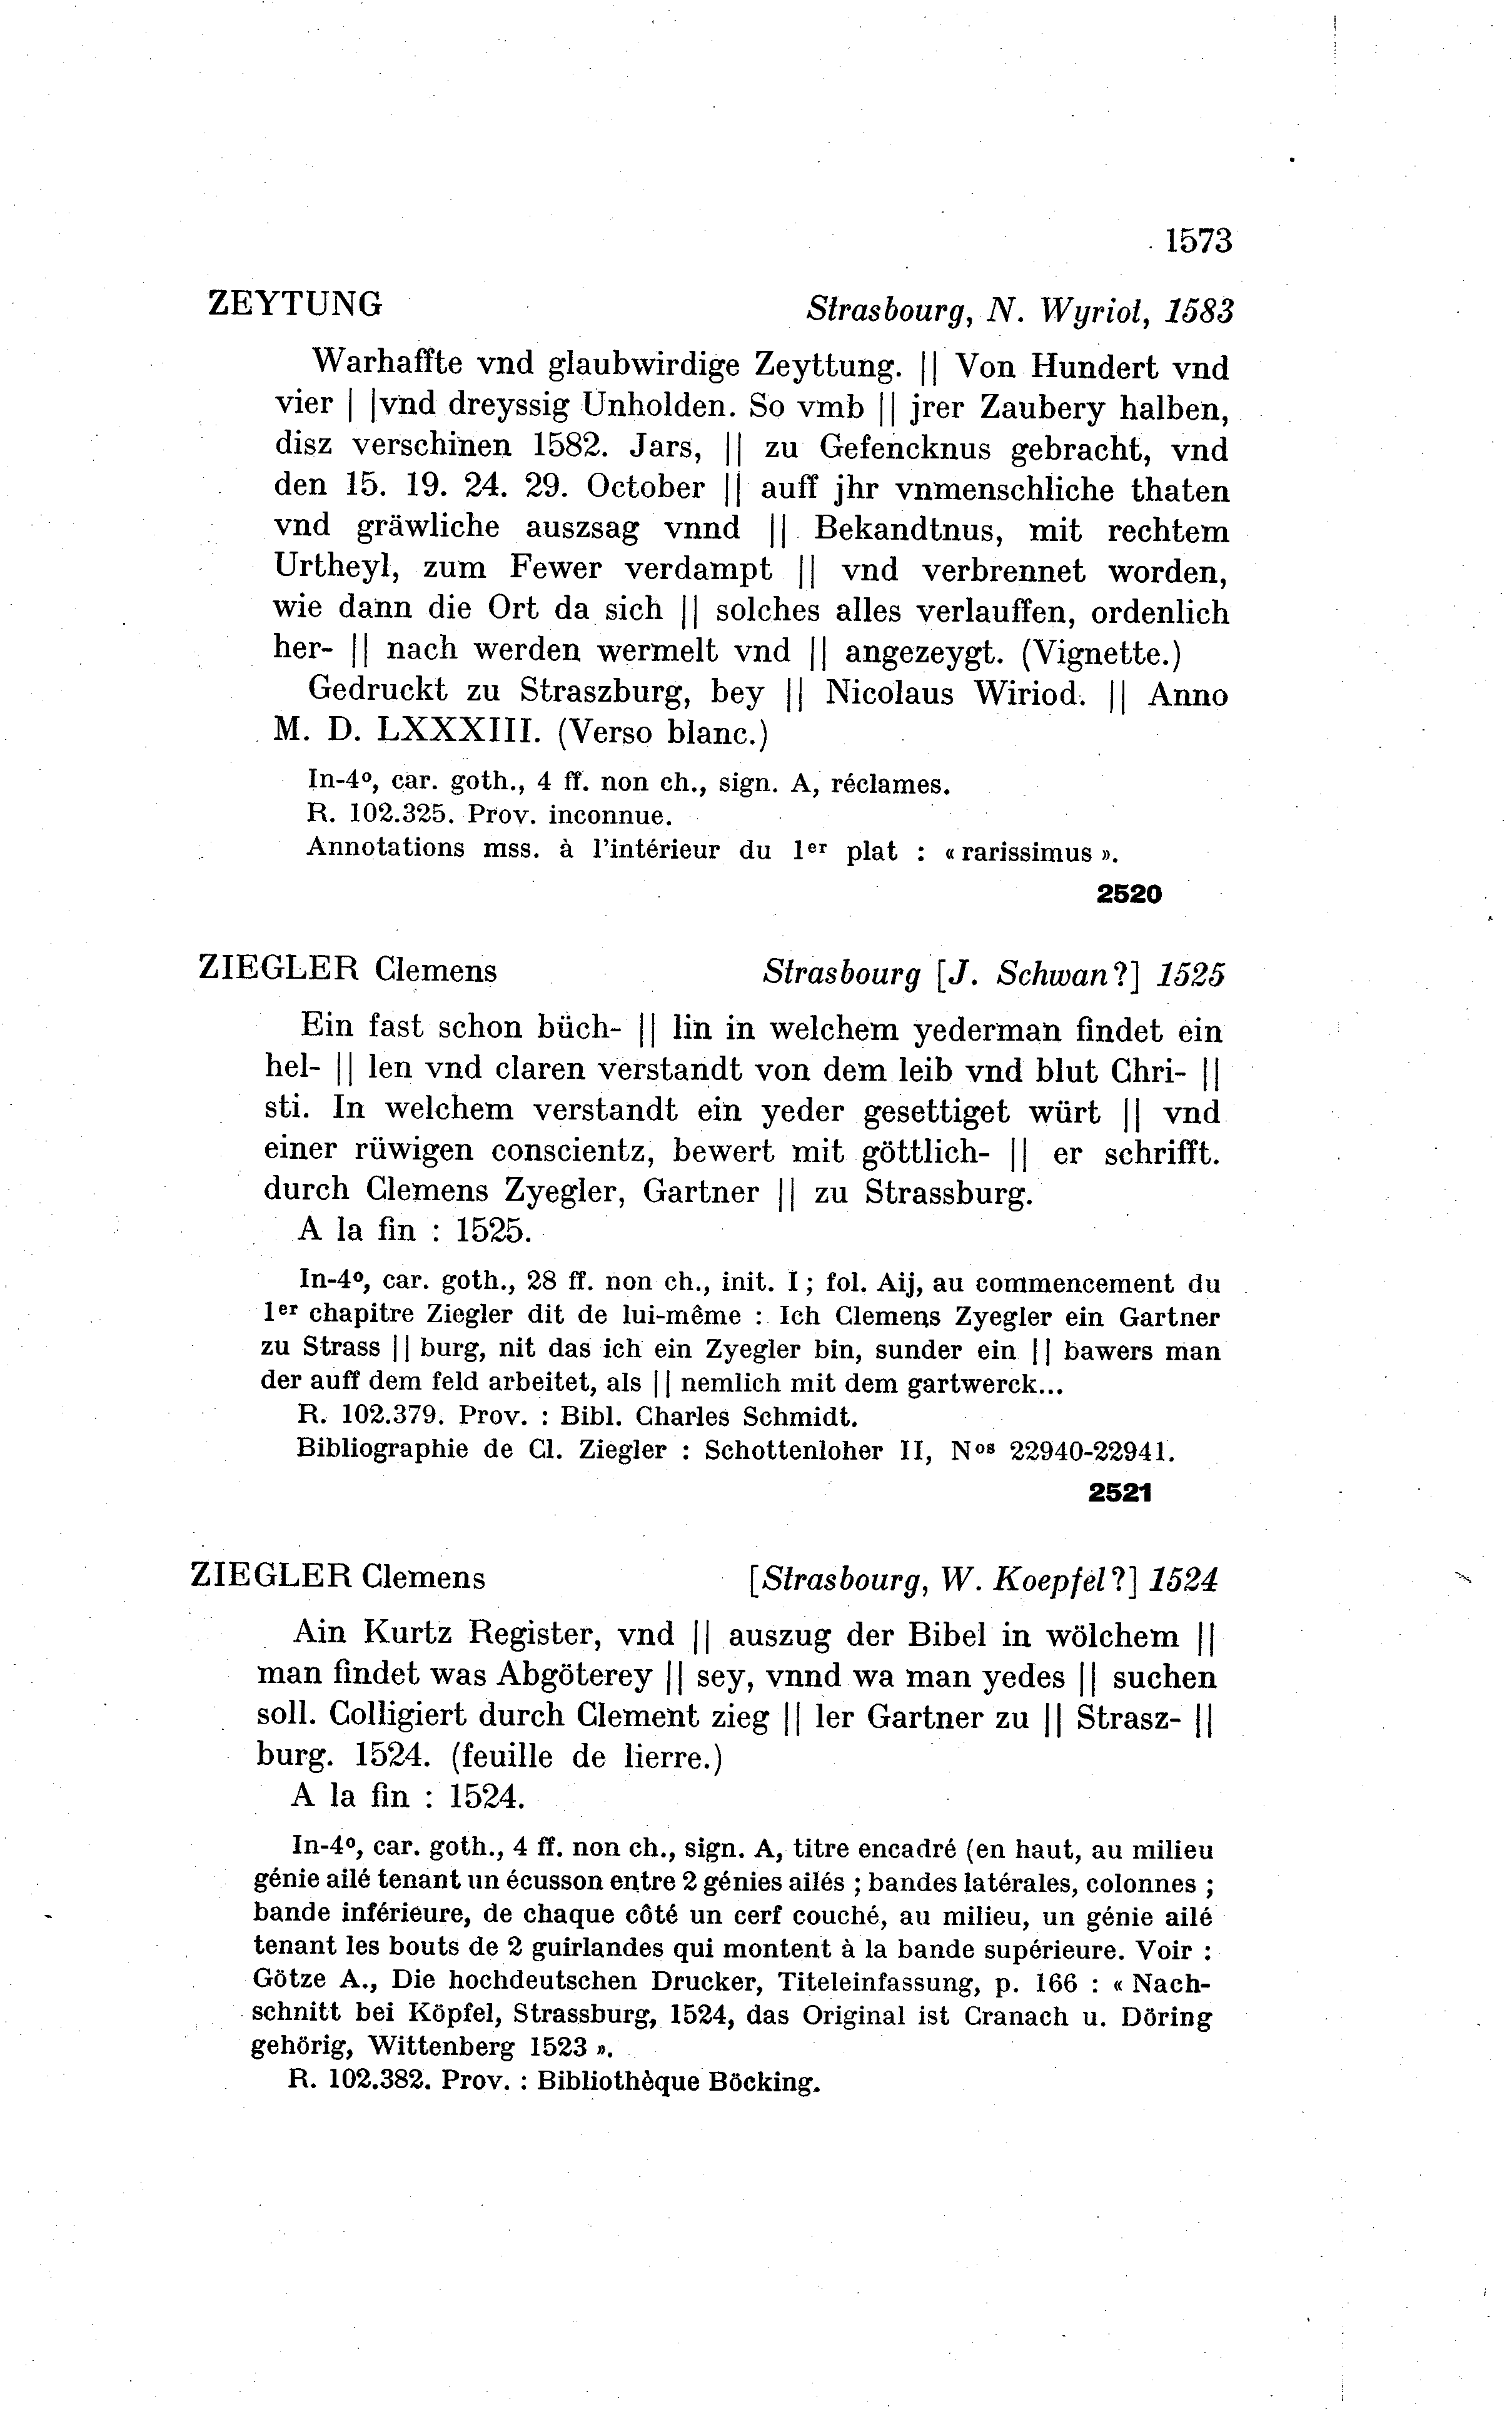 1573
ZEYTUNG Strasbourg, N. Wyriot, 1583
Warhaffte vnd glaubwirdige Zeyttung. || Von Hundert vnd
vier | |vnd dreyssig Unholden. So vmb || jrer Zaubery halben,
disz verschinen 1582. Jars, || zu Gefencknus gebracht, vnd
den 15. 19. 24. 29. October || auff jhr vnmenschliche thaten
vnd gräwliche auszsag vnnd || Bekandtnus, mit rechtem
Urtheyl, zum Fewer verdampt || vnd verbrennet worden,
wie dann die Ort da sich || solches alles verlauffen, ordenlich
her- || nach werden wermelt vnd || angezeygt. (Vignette.)
Gedruckt zu Straszburg, bey || Nicolaus Wiriod. || Anno
M. D. LXXXIII. (Verso blanc.)
In-4º, car. goth., 4 ff. non ch., sign. A, réclames.
R. 102.325. Prov. inconnue.
Annotations mss. à l'intérieur du 1er plat : « rarissimus ».
2520
ZIEGLER Clemens Strasbourg [J. Schwan?] 1525
Ein fast schon büch- || lin in welchem yederman findet ein
hel- || len vnd claren verstandt von dem leib vnd blut Chri- ||
sti. In welchem verstandt ein yeder gesettiget würt || vnd
einer rüwigen conscientz, bewert mit göttlich- || er schrifft.
durch Clemens Zyegler, Gartner || zu Strassburg.
A la fin : 1525.
In-4º, car. goth., 28 ff. non ch., init. I ; fol. Aij, au commencement du
1er chapitre Ziegler dit de lui-même : Ich Clemens Zyegler ein Gartner
zu Strass || burg, nit das ich ein Zyegler bin, sunder ein || bawers man
der auff dem feld arbeitet, als || nemlich mit dem gartwerck...
R. 102.379. Prov. : Bibl. Charles Schmidt.
Bibliographie de Cl. Ziegler : Schottenloher II, Nos 22940-22941.
2521
ZIEGLER Clemens [Strasbourg, W. Koepfel?] 1524
Ain Kurtz Register, vnd || auszug der Bibel in wölchem ||
man findet was Abgöterey || sey, vnnd wa man yedes || suchen
soll. Colligiert durch Clement zieg || ler Gartner zu || Strasz- ||
burg. 1524. (feuille de lierre.)
A la fin : 1524.
In-4º, car. goth., 4 ff. non ch., sign. A, titre encadré (en haut, au milieu
génie ailé tenant un écusson entre 2 génies ailés ; bandes latérales, colonnes ;
bande inférieure, de chaque côté un cerf couché, au milieu, un génie ailé
tenant les bouts de 2 guirlandes qui montent à la bande supérieure. Voir :
Götze A., Die hochdeutschen Drucker, Titeleinfassung, p. 166 : « Nach-
schnitt bei Köpfel, Strassburg, 1524, das Original ist Cranach u. Döring
gehörig, Wittenberg 1523 ».
R. 102.382. Prov. : Bibliothèque Böcking.